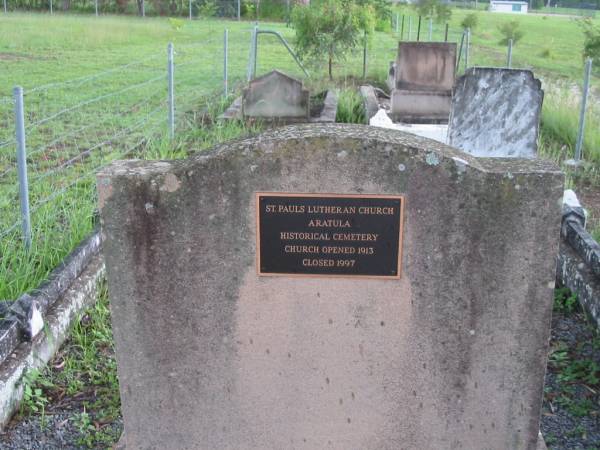 ST. PAULS LUTHERAN CHURCH
ARATULA
HISTORICAL CEMETERY
CHURCH OPENED 1913
CLOSED 1997